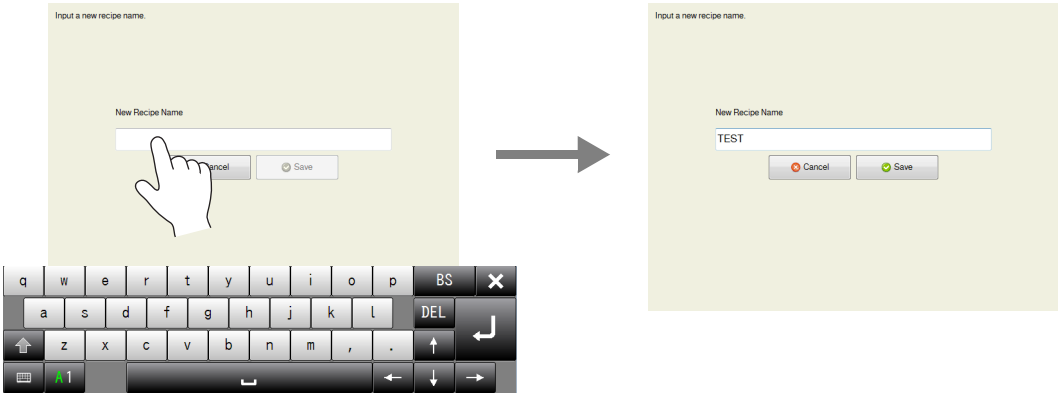 Input a new recipe name.
New Recipe Name
ancel
Save
q w e r t y u i o p BS
a s d f g h j k l DEL
z x c v b n m , .
A1
Input a new recipe name.
New Recipe Name
TEST
Cancel
Save